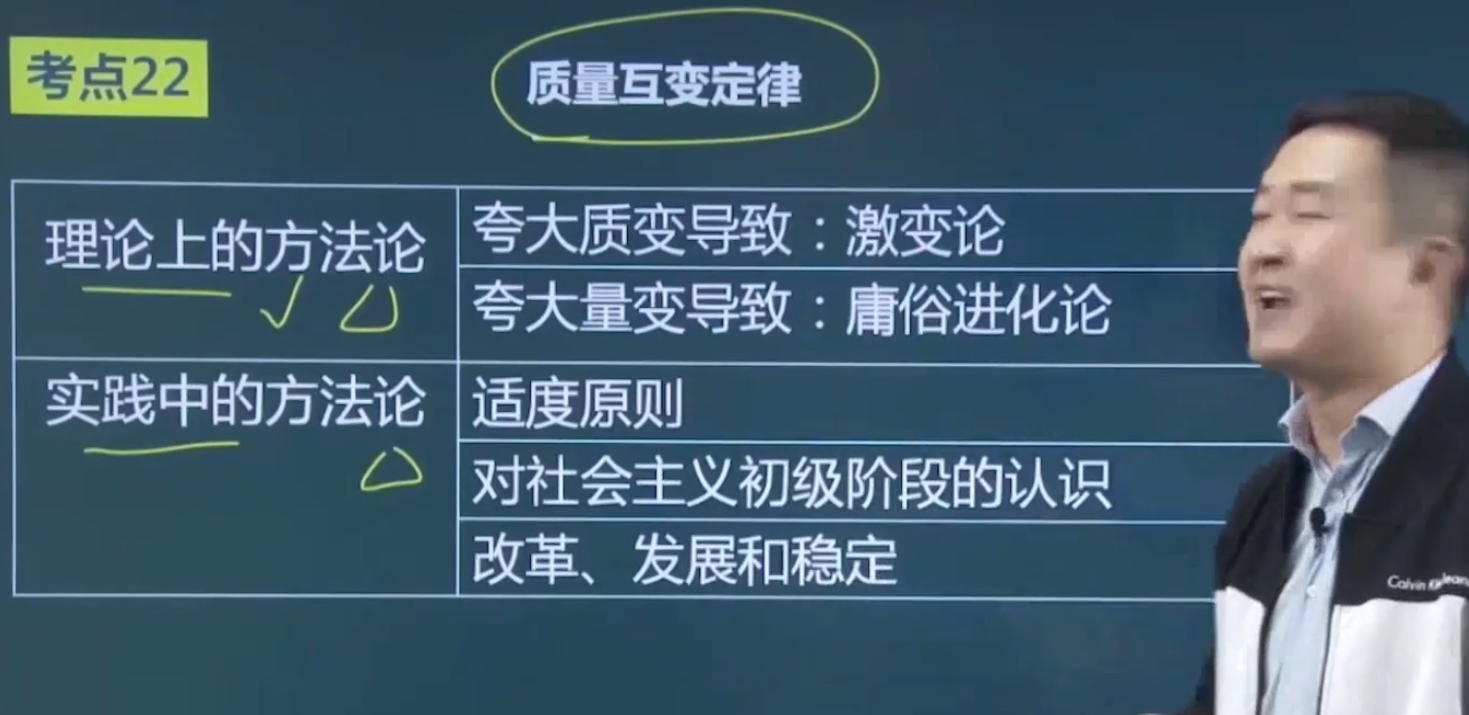 考点22
质量互变定律
理论上的方法论
夸大质变导致：激变论
夸大量变导致：庸俗进化论
实践中的方法论
适度原则
对社会主义初级阶段的认识
改革、发展和稳定
Calvin